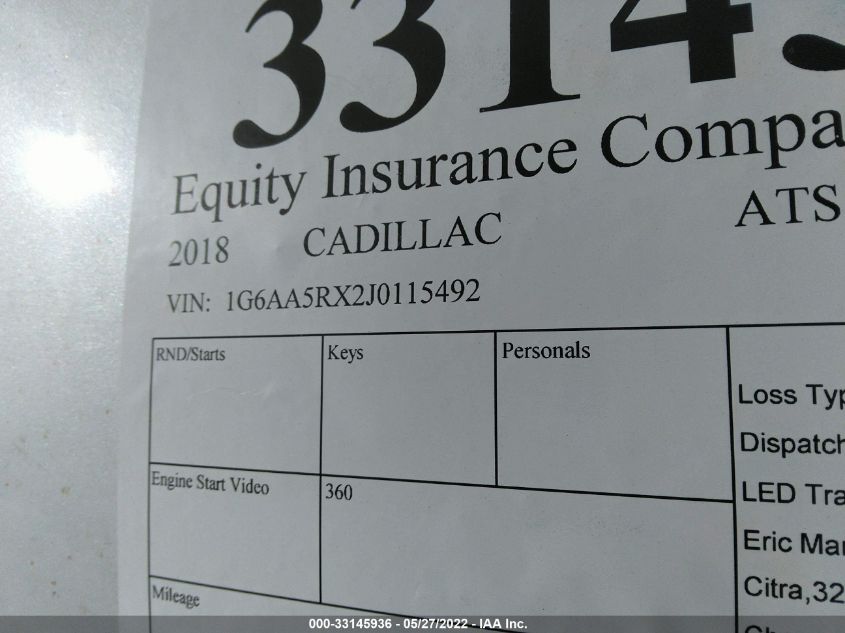 3314
Equity Insurance Compa
2018 CADILLAC ATS
VIN: 1G6AA5RX2J0115492
RND/Starts Keys Personals
Loss Typ
Dispatch
Engine Start Video 360
LED Tra
Eric Mar
Citra,32
Mileage
000-33145936 - 05/27/2022 - IAA Inc.